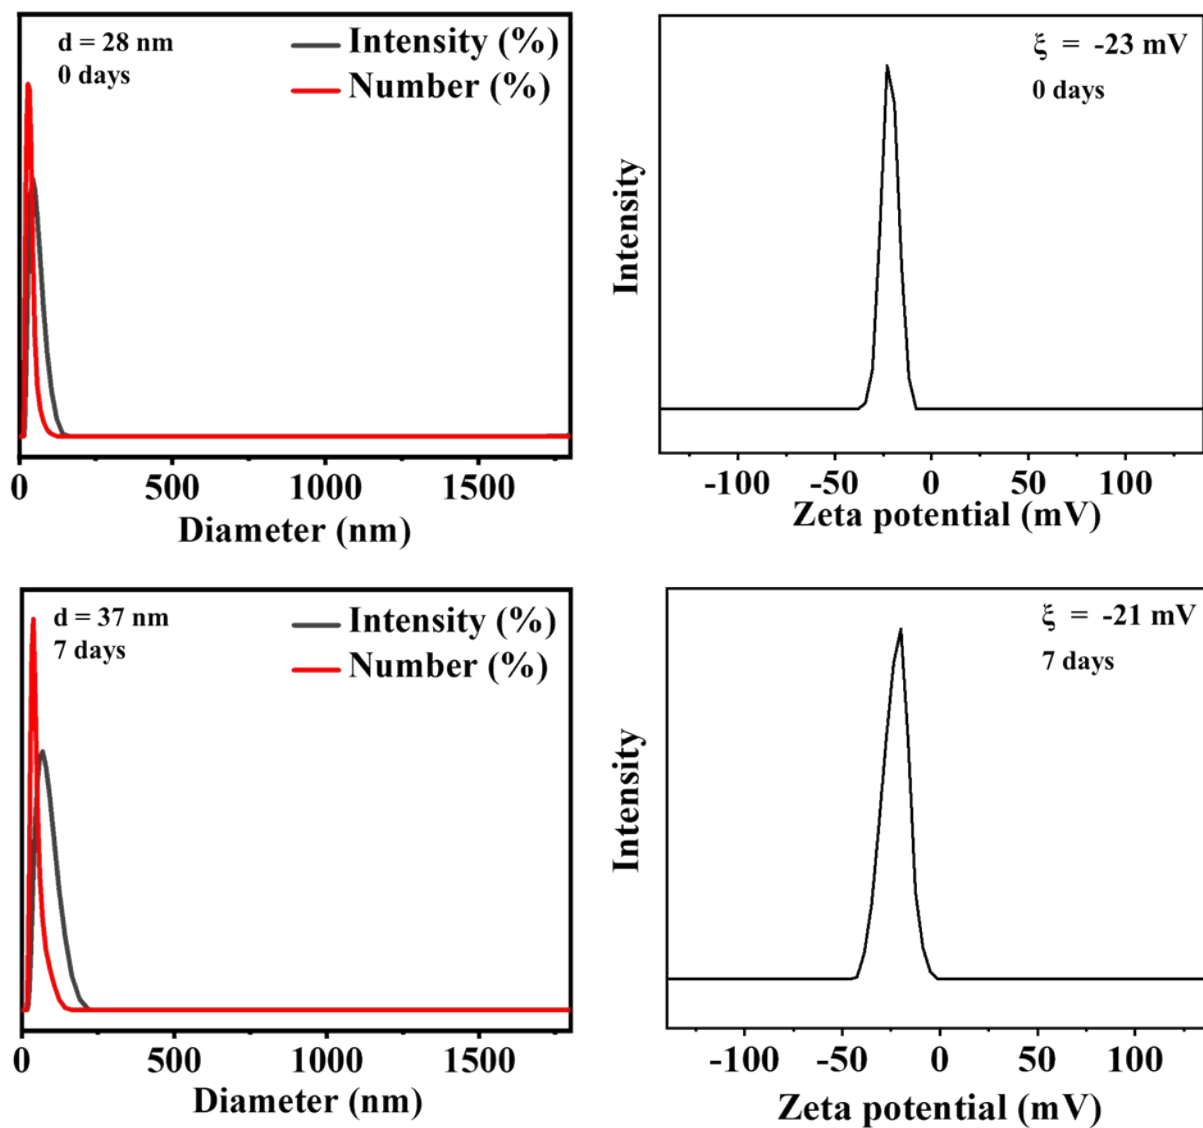 d = 28 nm
0 days
Intensity (%)
Number (%)
0 500 1000 1500
Diameter (nm)
ξ = -23 mV
0 days
Intensity
-100 -50 0 50 100
Zeta potential (mV)
d = 37 nm
7 days
Intensity (%)
Number (%)
0 500 1000 1500
Diameter (nm)
ξ = -21 mV
7 days
Intensity
-100 -50 0 50 100
Zeta potential (mV)